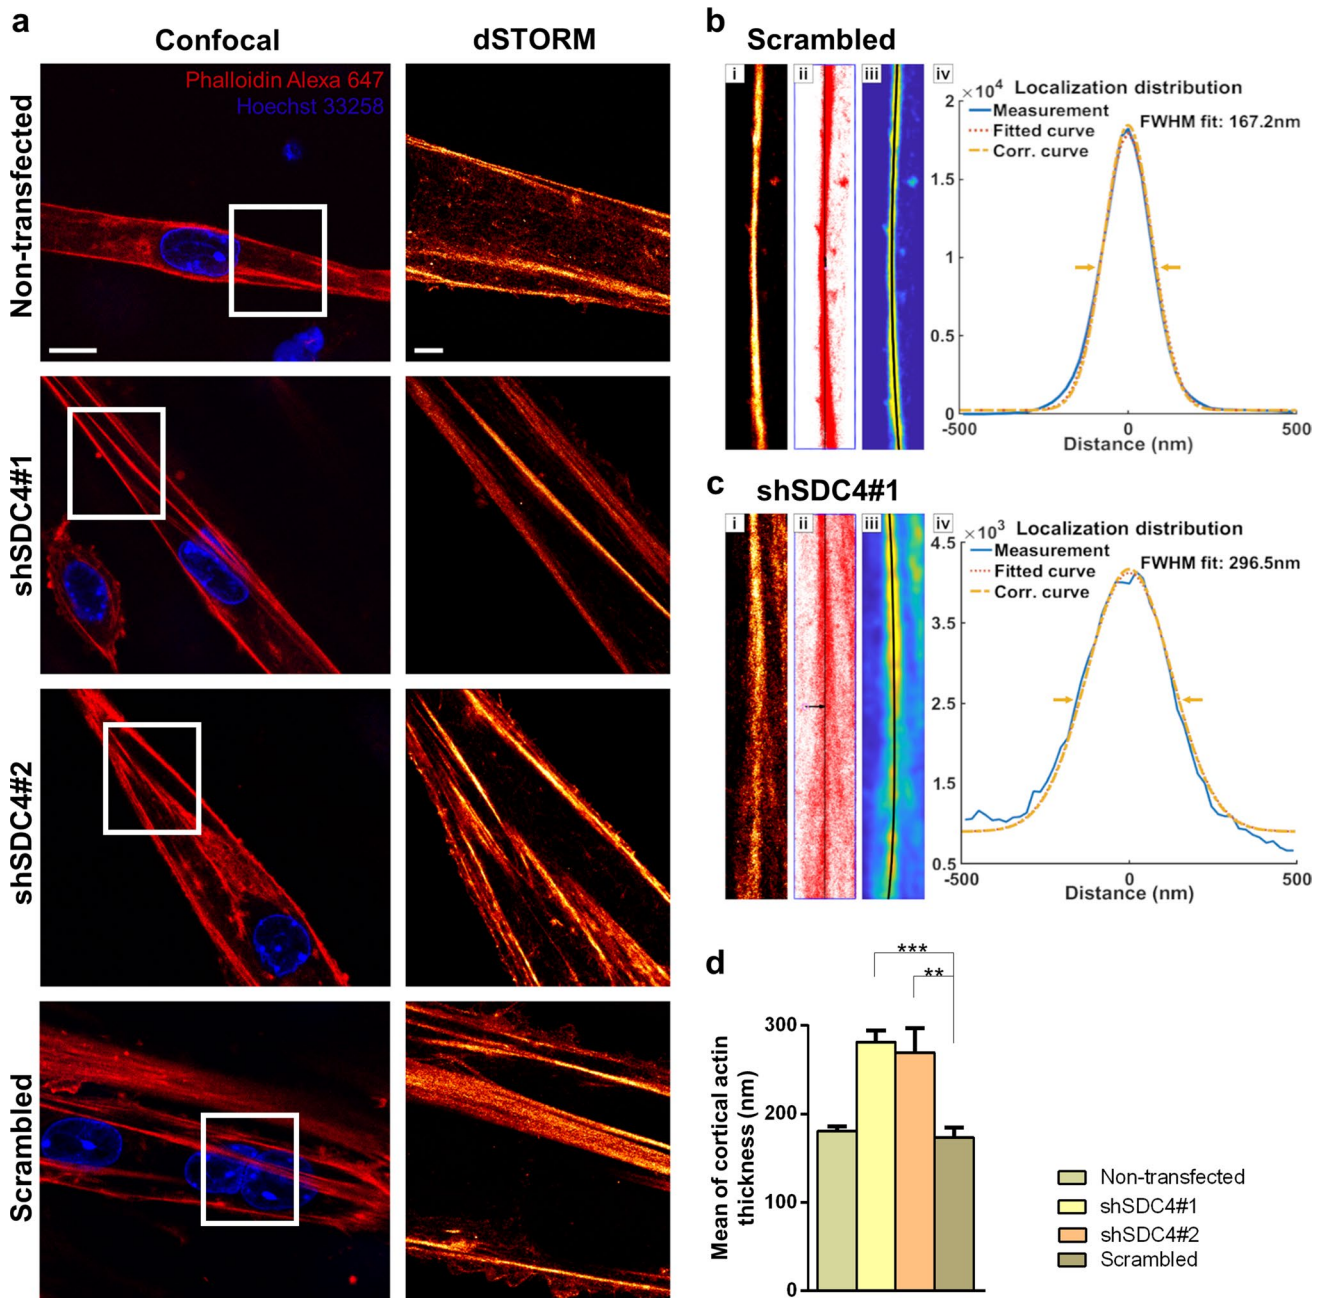 a
Confocal
dSTORM
Phalloidin Alexa 647
Hoechst 33258
Non-transfected
shSDC4#1
shSDC4#2
Scrambled
b
Scrambled
i
ii
iii
iv
×10⁴
Localization distribution
2
1.5
1
0.5
0
Measurement
Fitted curve
Corr. curve
FWHM fit: 167.2nm
-500
0
500
Distance (nm)
c
shSDC4#1
i
ii
iii
iv
×10³
Localization distribution
4.5
3.5
2.5
1.5
0.5
Measurement
Fitted curve
Corr. curve
FWHM fit: 296.5nm
-500
0
500
Distance (nm)
d
***
**
Mean of cortical actin
thickness (nm)
300
200
100
0
Non-transfected
shSDC4#1
shSDC4#2
Scrambled